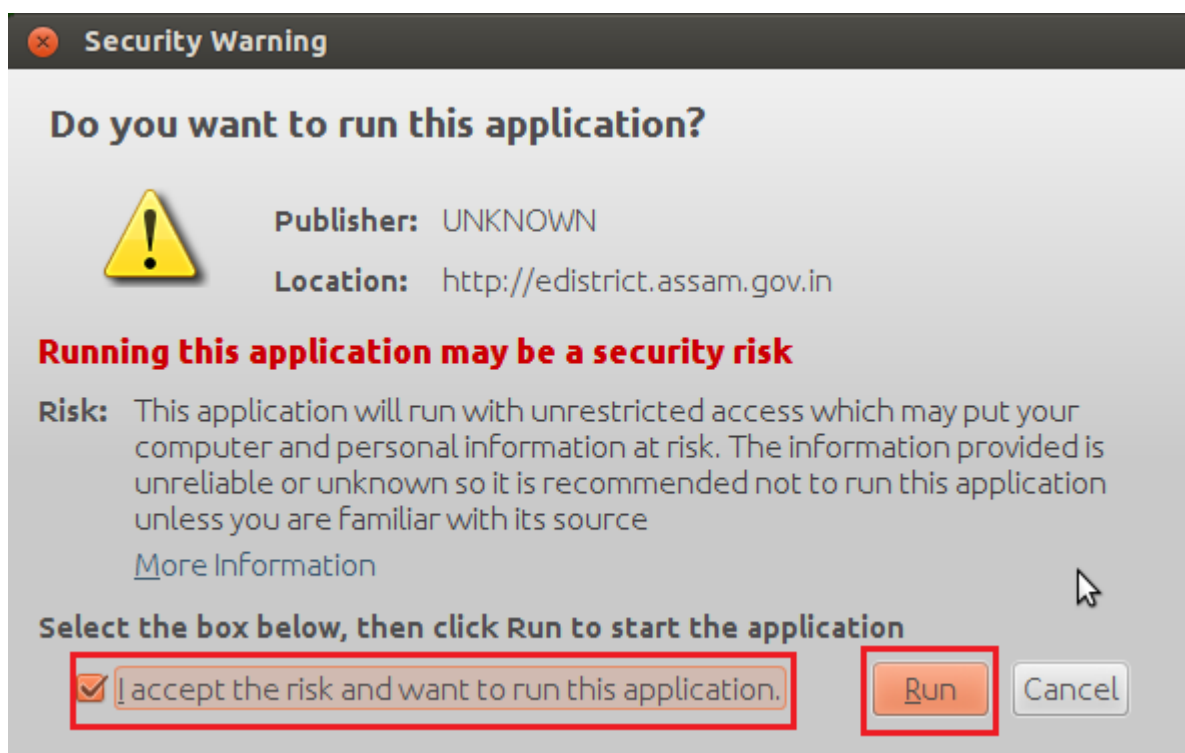 Security Warning
Do you want to run this application?
Publisher: UNKNOWN
Location: http://edistrict.assam.gov.in
Running this application may be a security risk
Risk: This application will run with unrestricted access which may put your
computer and personal information at risk. The information provided is
unreliable or unknown so it is recommended not to run this application
unless you are familiar with its source
More Information
Select the box below, then click Run to start the application
I accept the risk and want to run this application. Run Cancel